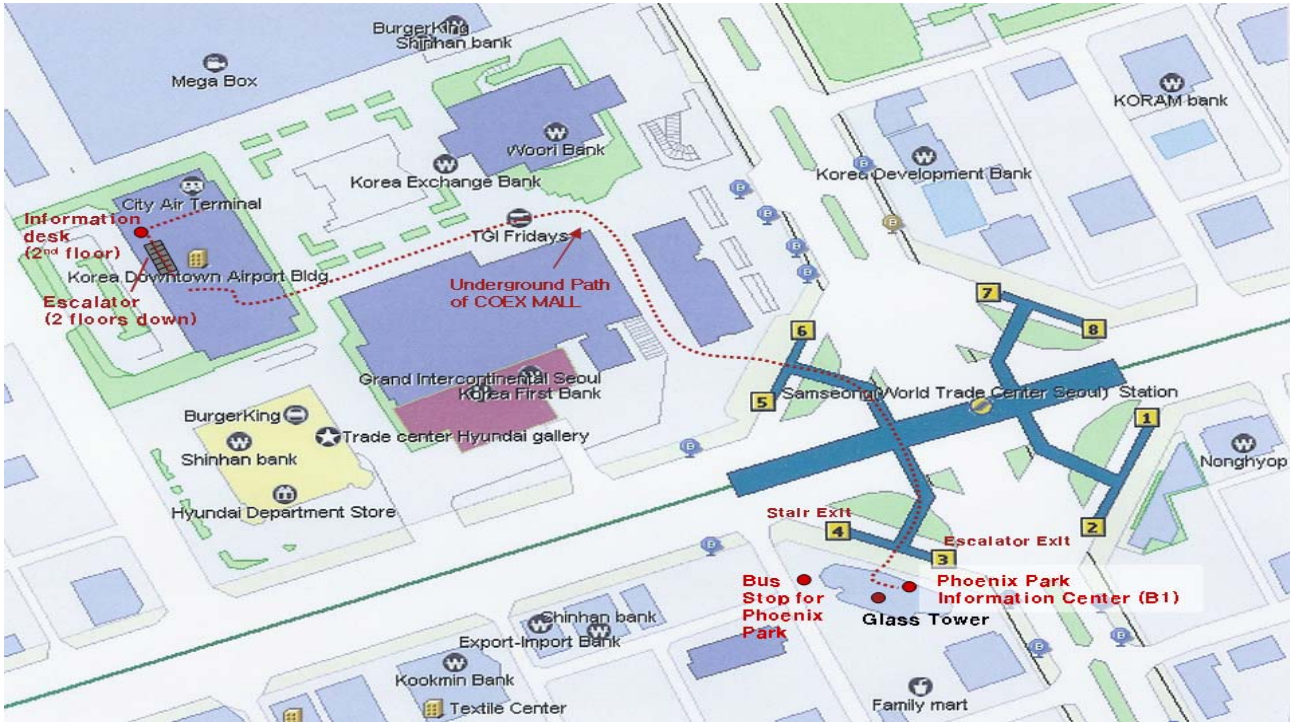 BurgerKing
Shinhan bank
Mega Box
KORAM bank
Woori Bank
Korea Exchange Bank
Korea Development Bank
City Air Terminal
Information
desk
(2nd floor)
TGI Fridays
Korea Downtown Airport Bldg.
Underground Path
of COEX MALL
Escalator
(2 floors down)
7
8
6
Grand Intercontinental Seoul
Korea First Bank
Samseong(World Trade Center Seoul) Station
5
1
BurgerKing
Trade center Hyundai gallery
Shinhan bank
Nonghyop
Hyundai Department Store
Stair Exit
4
2
Escalator Exit
3
Bus
Stop for
Phoenix
Park
Phoenix Park
Information Center (B1)
Glass Tower
Shinhan bank
Export-Import Bank
Kookmin Bank
Textile Center
Family mart